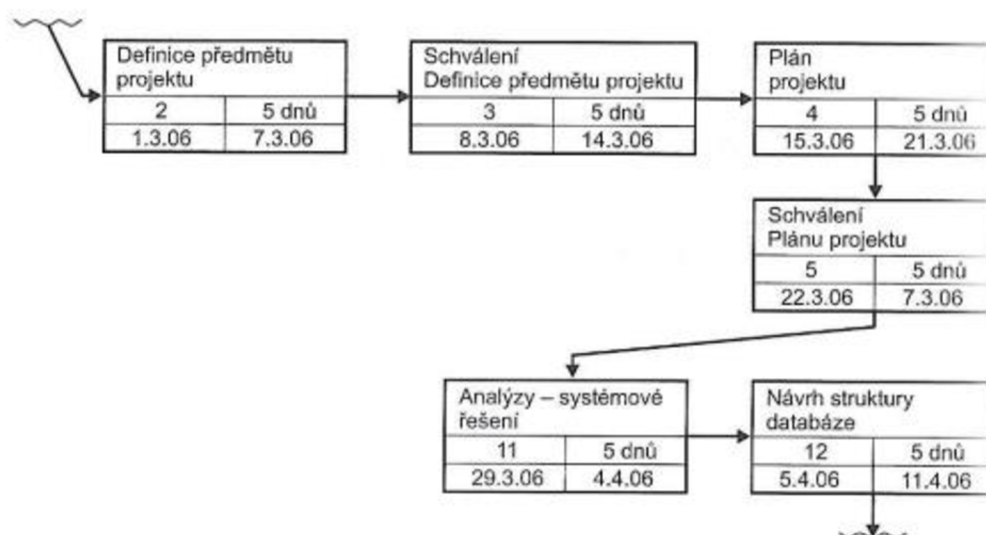 Definice předmětu
projektu
2 5 dnů
1.3.06 7.3.06
Schválení
Definice předmětu projektu
3 5 dnů
8.3.06 14.3.06
Plán
projektu
4 5 dnů
15.3.06 21.3.06
Schválení
Plánu projektu
5 5 dnů
22.3.06 7.3.06
Analýzy – systémové
řešení
11 5 dnů
29.3.06 4.4.06
Návrh struktury
databáze
12 5 dnů
5.4.06 11.4.06